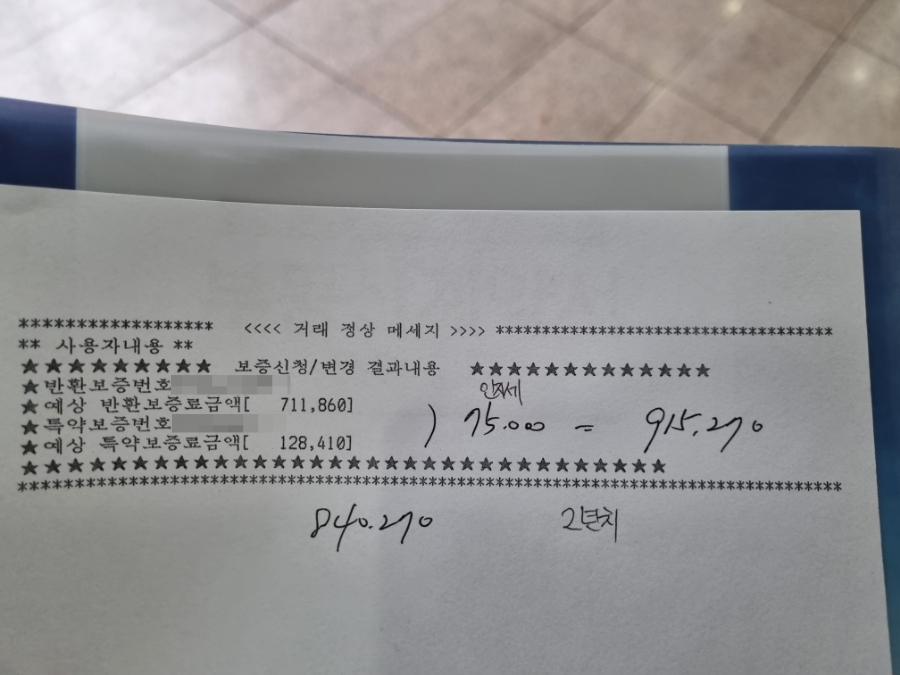 ****************** <<<< 거래 정상 메세지 >>>> *************************************
** 사용자내용 **
★★★★★★★★★ 보증신청/변경 결과내용 ★★★★★★★★★★★★★
★반환보증번호
인지세
★예상 반환보증료금액[ 711,860]
★특약보증번호
) 75.000 = 915.270
★예상 특약보증료금액[ 128,410]
★★★★★★★★★★★★★★★★★★★★★★★★★★★★★★★★★★★
*****************************************************************************************
840.270 2년치